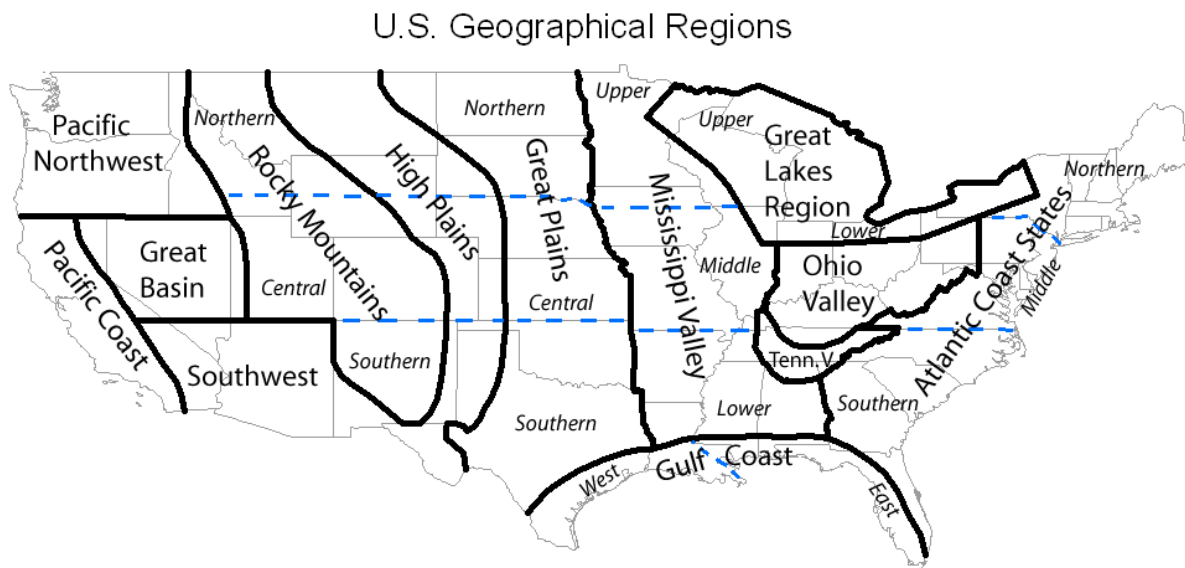 U.S. Geographical Regions
Pacific
Northwest
Northern
Rocky Mountains
Central
Southern
High Plains
Northern
Great Plains
Central
Southern
Upper
Mississippi Valley
Middle
Lower
Upper
Great
Lakes
Region
Lower
Ohio
Valley
Tenn. V.
Northern
Atlantic Coast States
Middle
Southern
Pacific Coast
Great
Basin
Southwest
West
Gulf Coast
East